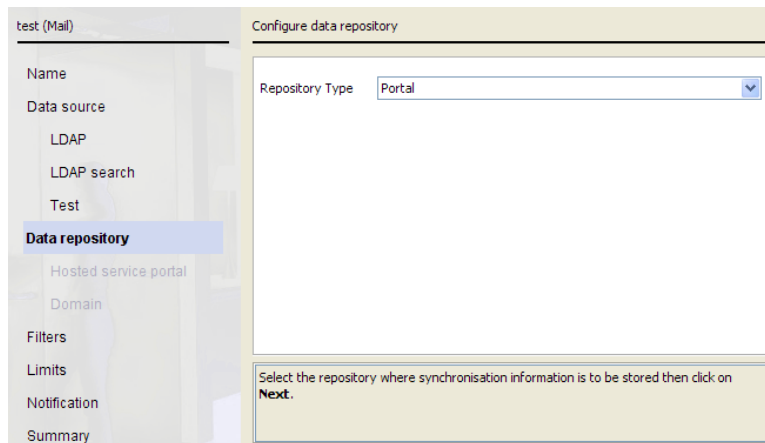 test (Mail)
Name
Data source
LDAP
LDAP search
Test
Data repository
Hosted service portal
Domain
Filters
Limits
Notification
Summary
Configure data repository
Repository Type
Portal
Select the repository where synchronisation information is to be stored then click on
Next.